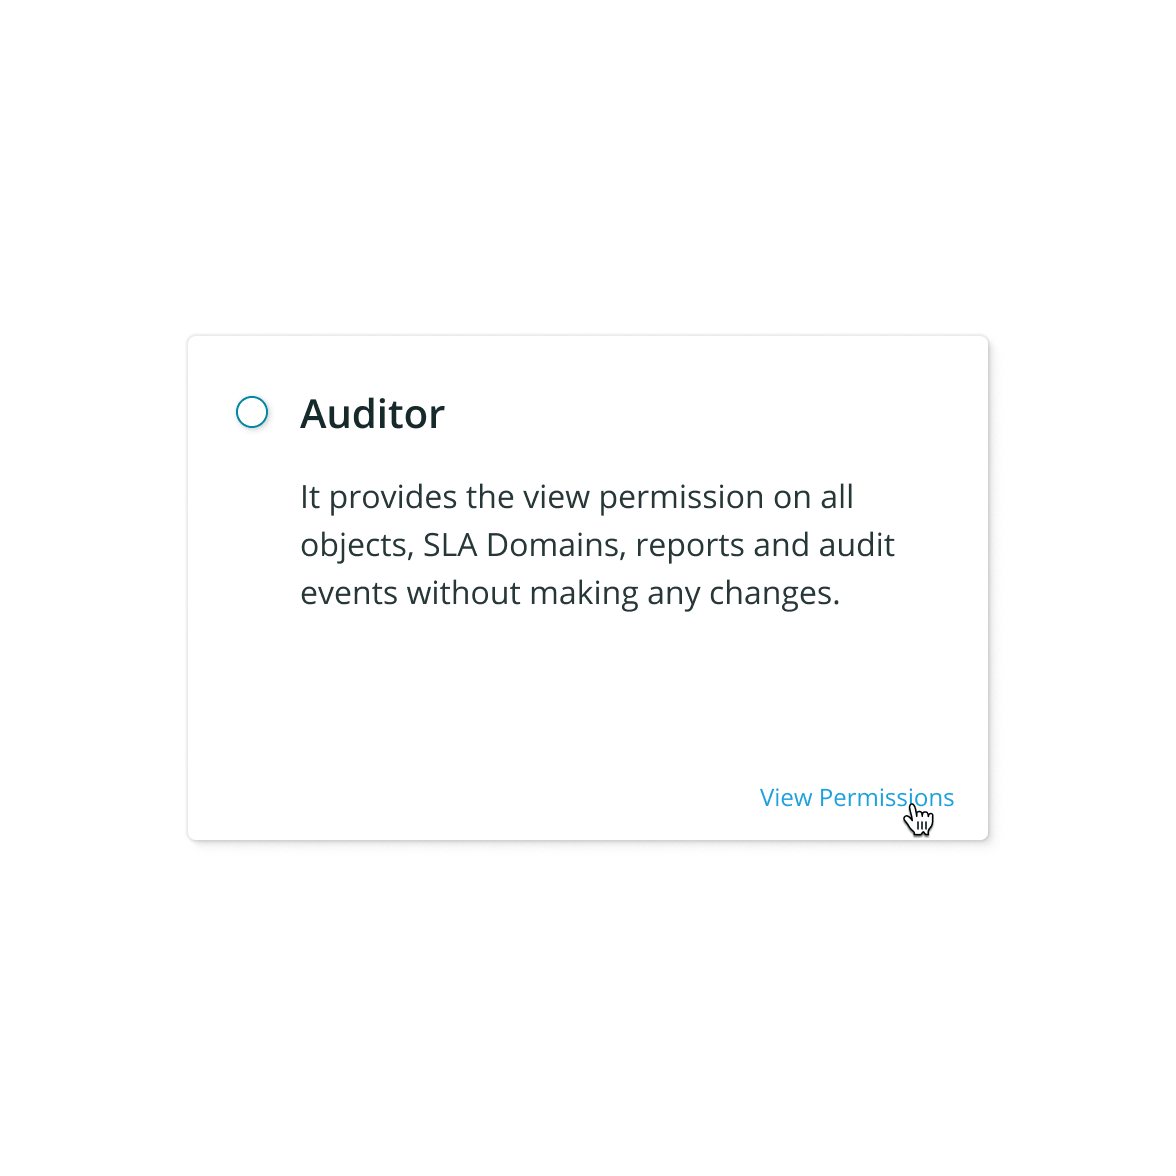 Auditor
It provides the view permission on all
objects, SLA Domains, reports and audit
events without making any changes.
View Permissions